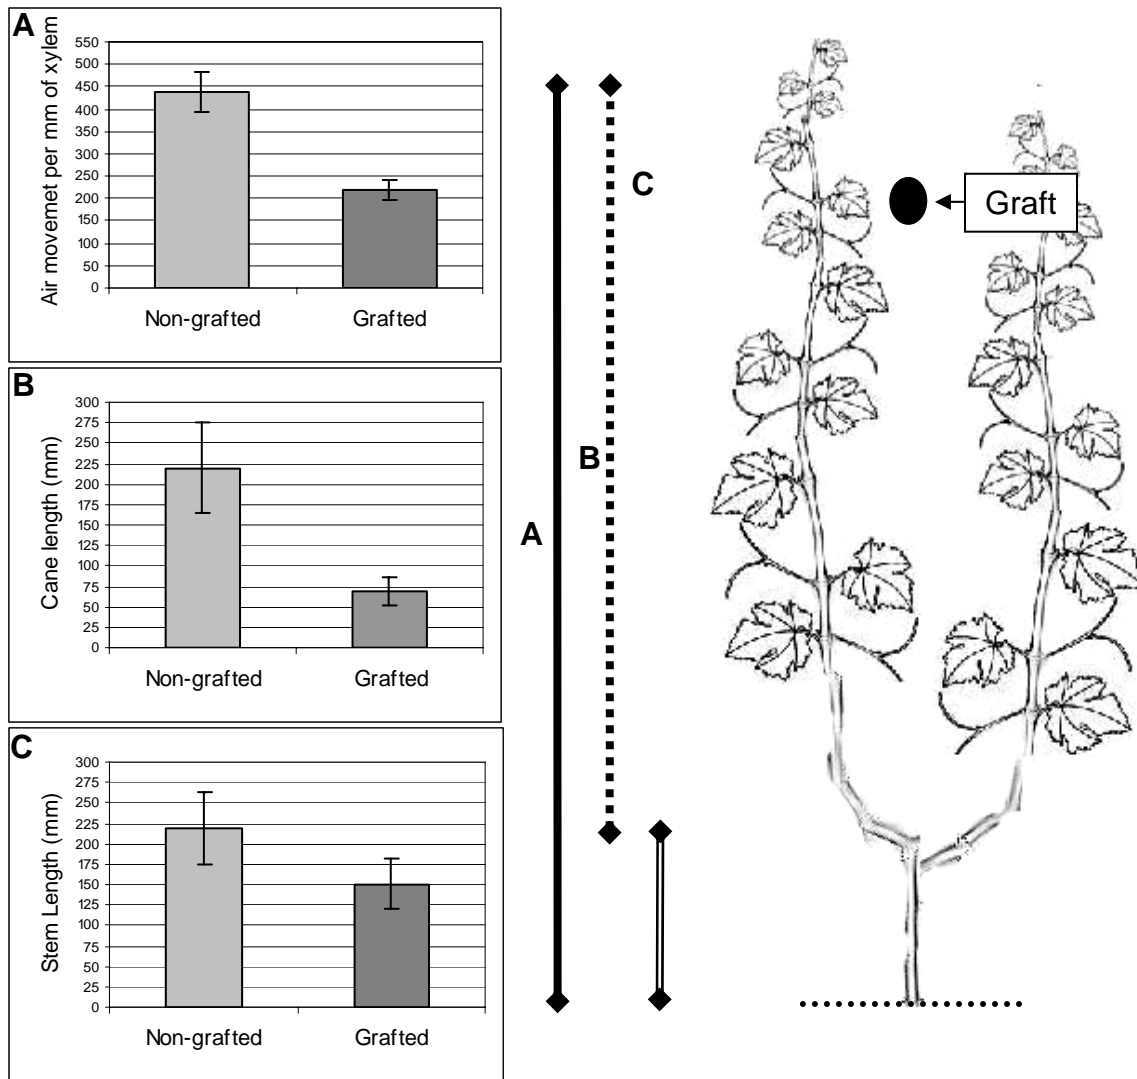 A
Air movemet per mm of xylem
550
500
450
400
350
300
250
200
150
100
50
0
Non-grafted Grafted
B
Cane length (mm)
300
275
250
225
200
175
150
125
100
75
50
25
0
Non-grafted Grafted
C
Stem Length (mm)
300
275
250
225
200
175
150
125
100
75
50
25
0
Non-grafted Grafted
A
B
C
Graft